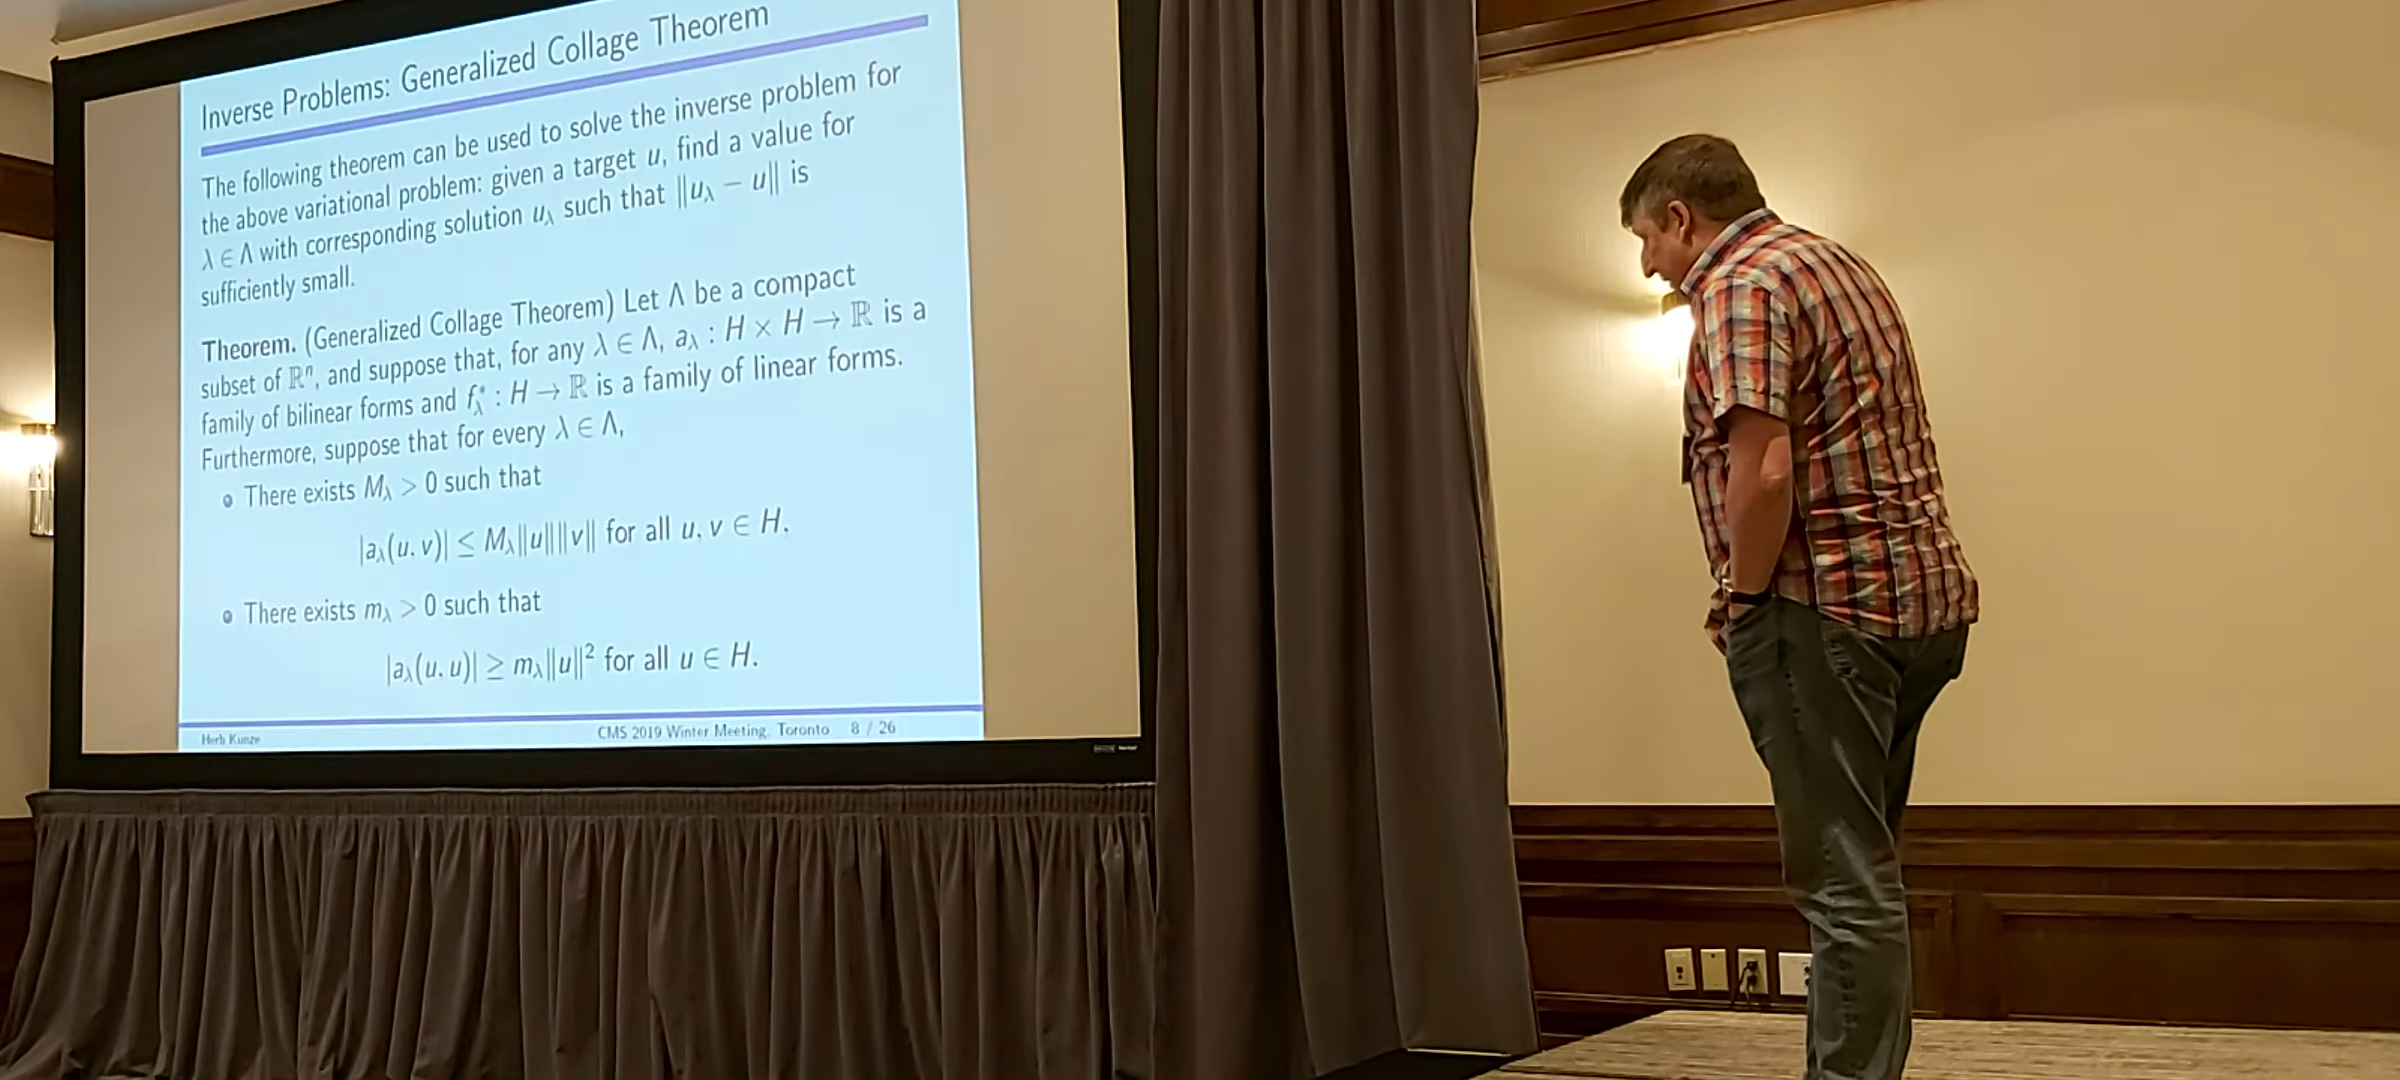 Inverse Problems: Generalized Collage Theorem
The following theorem can be used to solve the inverse problem for
the above variational problem: given a target u, find a value for
λ ∈ Λ with corresponding solution u_λ such that ‖u_λ − u‖ is
sufficiently small.
Theorem. (Generalized Collage Theorem) Let Λ be a compact
subset of ℝⁿ, and suppose that, for any λ ∈ Λ, a_λ : H × H → ℝ is a
family of bilinear forms and f*_λ : H → ℝ is a family of linear forms.
Furthermore, suppose that for every λ ∈ Λ,
There exists M_λ > 0 such that
|a_λ(u, v)| ≤ M_λ‖u‖‖v‖ for all u, v ∈ H,
There exists m_λ > 0 such that
|a_λ(u, u)| ≥ m_λ‖u‖² for all u ∈ H.
Herb Kunze CMS 2019 Winter Meeting, Toronto 8 / 26